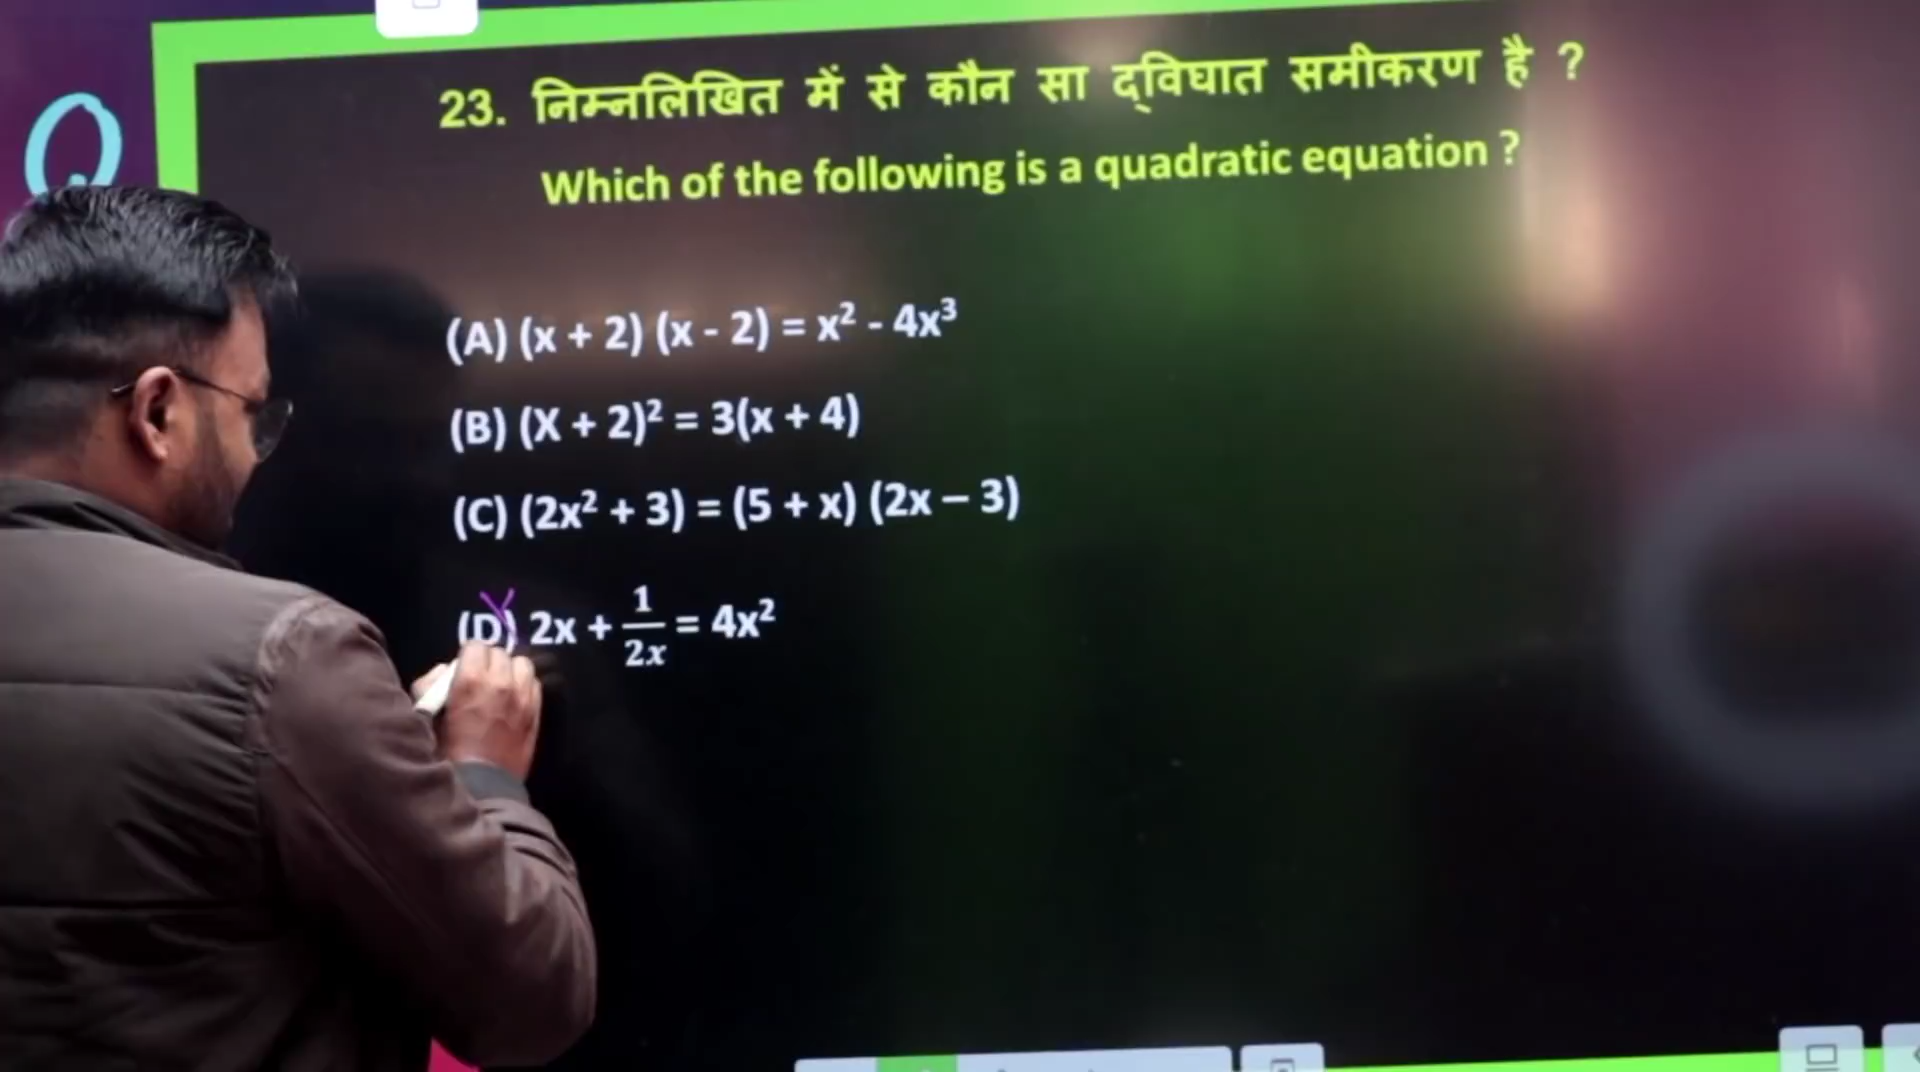 Q
23. निम्नलिखित में से कौन सा द्विघात समीकरण है ?
Which of the following is a quadratic equation ?
(A) (x + 2) (x - 2) = x² - 4x³
(B) (X + 2)² = 3(x + 4)
(C) (2x² + 3) = (5 + x) (2x – 3)
(D) 2x + 1/2x = 4x²